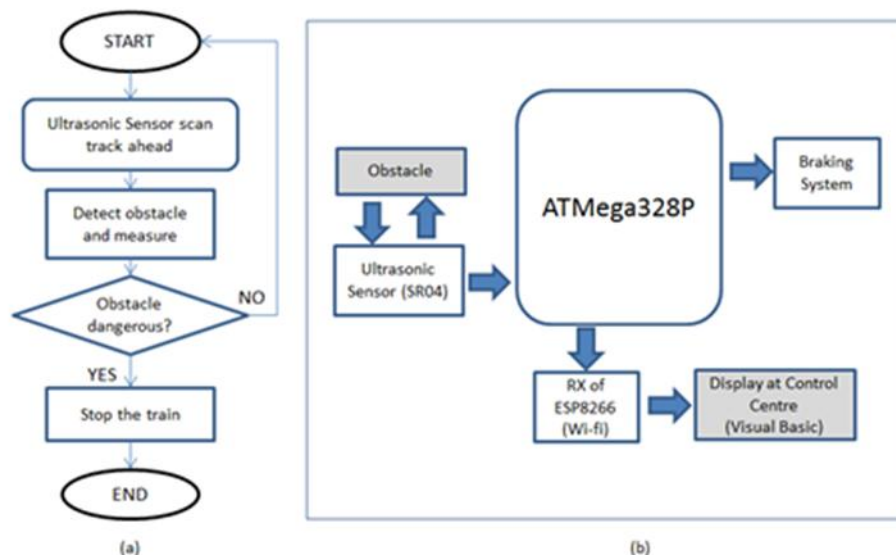 START
Ultrasonic Sensor scan
track ahead
Detect obstacle
and measure
Obstacle
dangerous?
NO
YES
Stop the train
END
(a)
Obstacle
Ultrasonic
Sensor (SR04)
ATMega328P
Braking
System
RX of
ESP8266
(Wi-fi)
Display at Control
Centre
(Visual Basic)
(b)